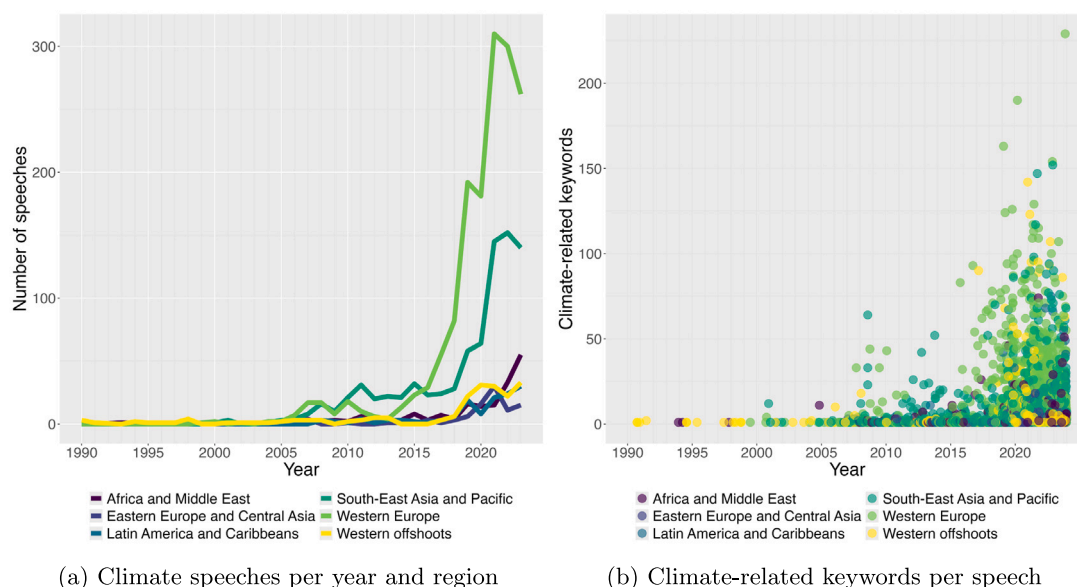 300
200
100
0
Number of speeches
1990
1995
2000
2005
2010
2015
2020
Year
Africa and Middle East
South-East Asia and Pacific
Eastern Europe and Central Asia
Western Europe
Latin America and Caribbeans
Western offshoots
(a) Climate speeches per year and region
200
150
100
50
0
Climate-related keywords
1990
1995
2000
2005
2010
2015
2020
Year
Africa and Middle East
South-East Asia and Pacific
Eastern Europe and Central Asia
Western Europe
Latin America and Caribbeans
Western offshoots
(b) Climate-related keywords per speech